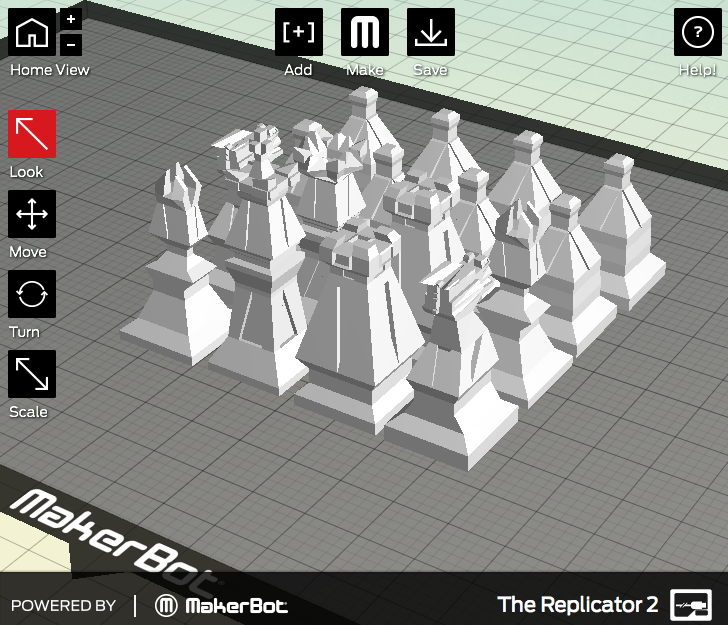 +
−
Home View
[+]
Add
M
Make
Save
?
Help!
Look
Move
Turn
Scale
MakerBot
POWERED BY | M MakerBot
The Replicator 2